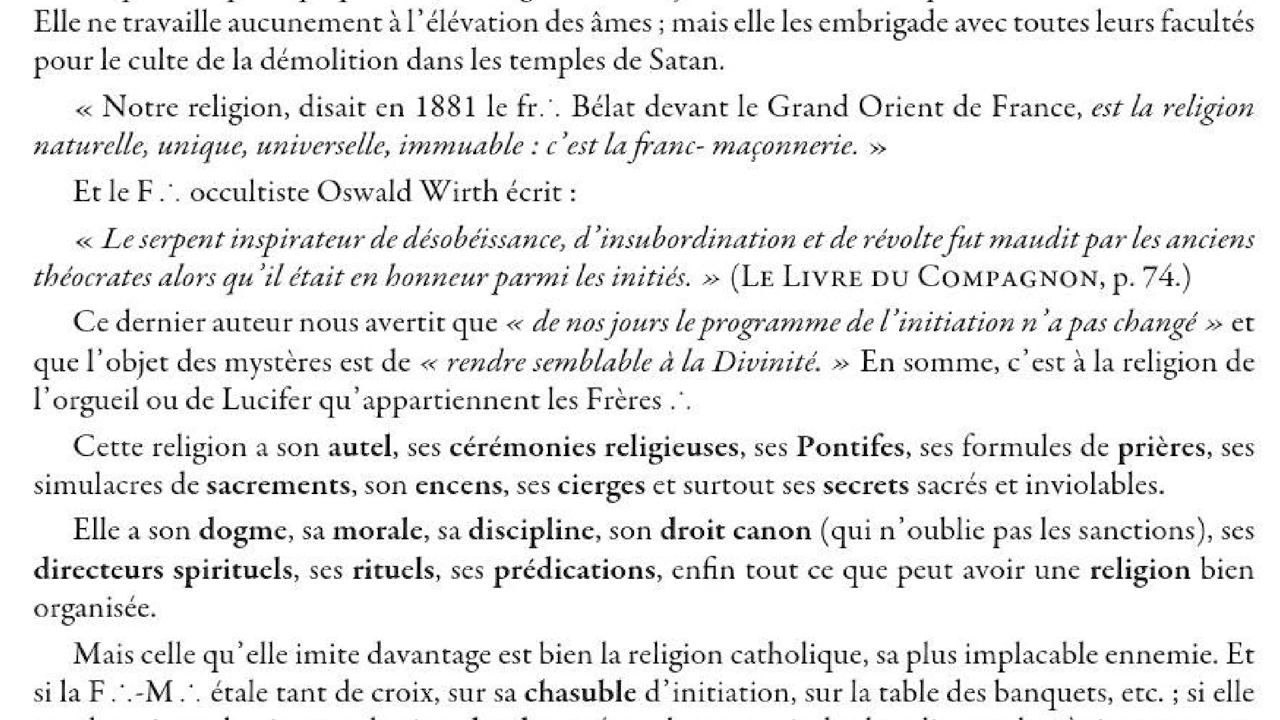 Elle ne travaille aucunement à l'élévation des âmes ; mais elle les embrigade avec toutes leurs facultés
pour le culte de la démolition dans les temples de Satan.
« Notre religion, disait en 1881 le fr.∴ Bélat devant le Grand Orient de France, est la religion
naturelle, unique, universelle, immuable : c'est la franc- maçonnerie. »
Et le F∴ occultiste Oswald Wirth écrit :
« Le serpent inspirateur de désobéissance, d'insubordination et de révolte fut maudit par les anciens
théocrates alors qu'il était en honneur parmi les initiés. » (LE LIVRE DU COMPAGNON, p. 74.)
Ce dernier auteur nous avertit que « de nos jours le programme de l'initiation n'a pas changé » et
que l'objet des mystères est de « rendre semblable à la Divinité. » En somme, c'est à la religion de
l'orgueil ou de Lucifer qu'appartiennent les Frères ∴
Cette religion a son autel, ses cérémonies religieuses, ses Pontifes, ses formules de prières, ses
simulacres de sacrements, son encens, ses cierges et surtout ses secrets sacrés et inviolables.
Elle a son dogme, sa morale, sa discipline, son droit canon (qui n'oublie pas les sanctions), ses
directeurs spirituels, ses rituels, ses prédications, enfin tout ce que peut avoir une religion bien
organisée.
Mais celle qu'elle imite davantage est bien la religion catholique, sa plus implacable ennemie. Et
si la F∴-M∴ étale tant de croix, sur sa chasuble d'initiation, sur la table des banquets, etc. ; si elle